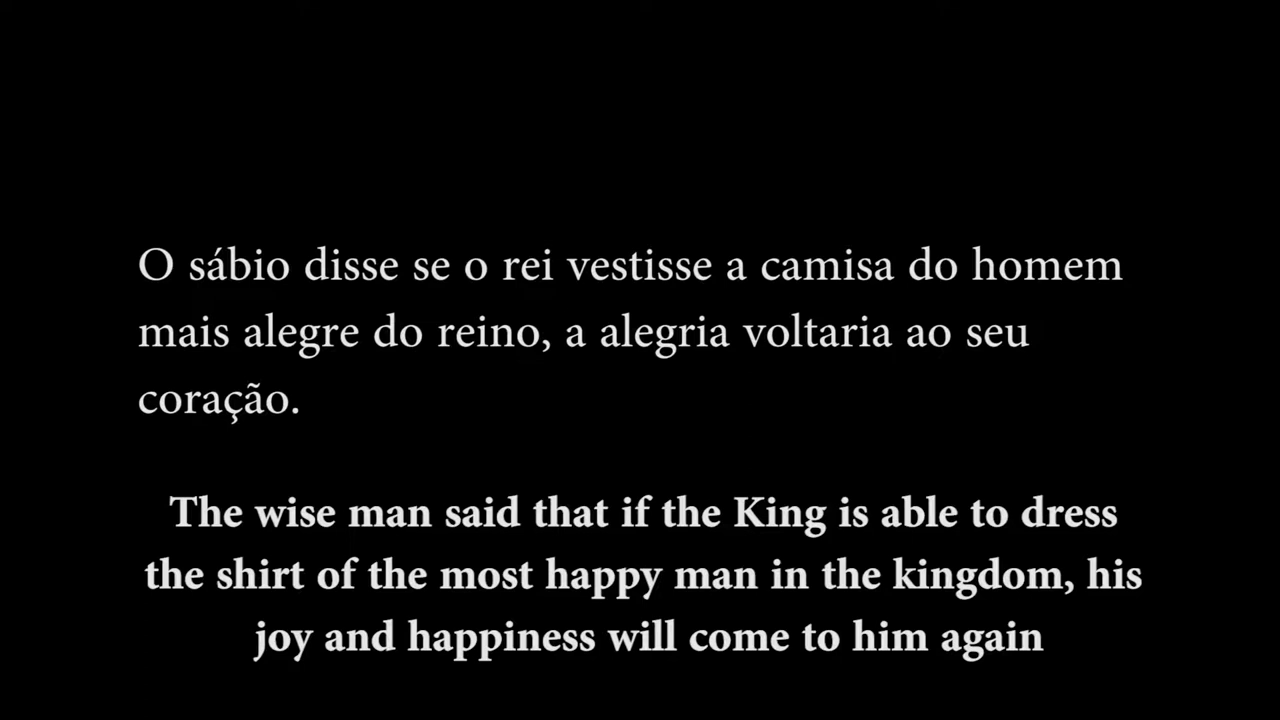 O sábio disse se o rei vestisse a camisa do homem
mais alegre do reino, a alegria voltaria ao seu
coração.
The wise man said that if the King is able to dress
the shirt of the most happy man in the kingdom, his
joy and happiness will come to him again